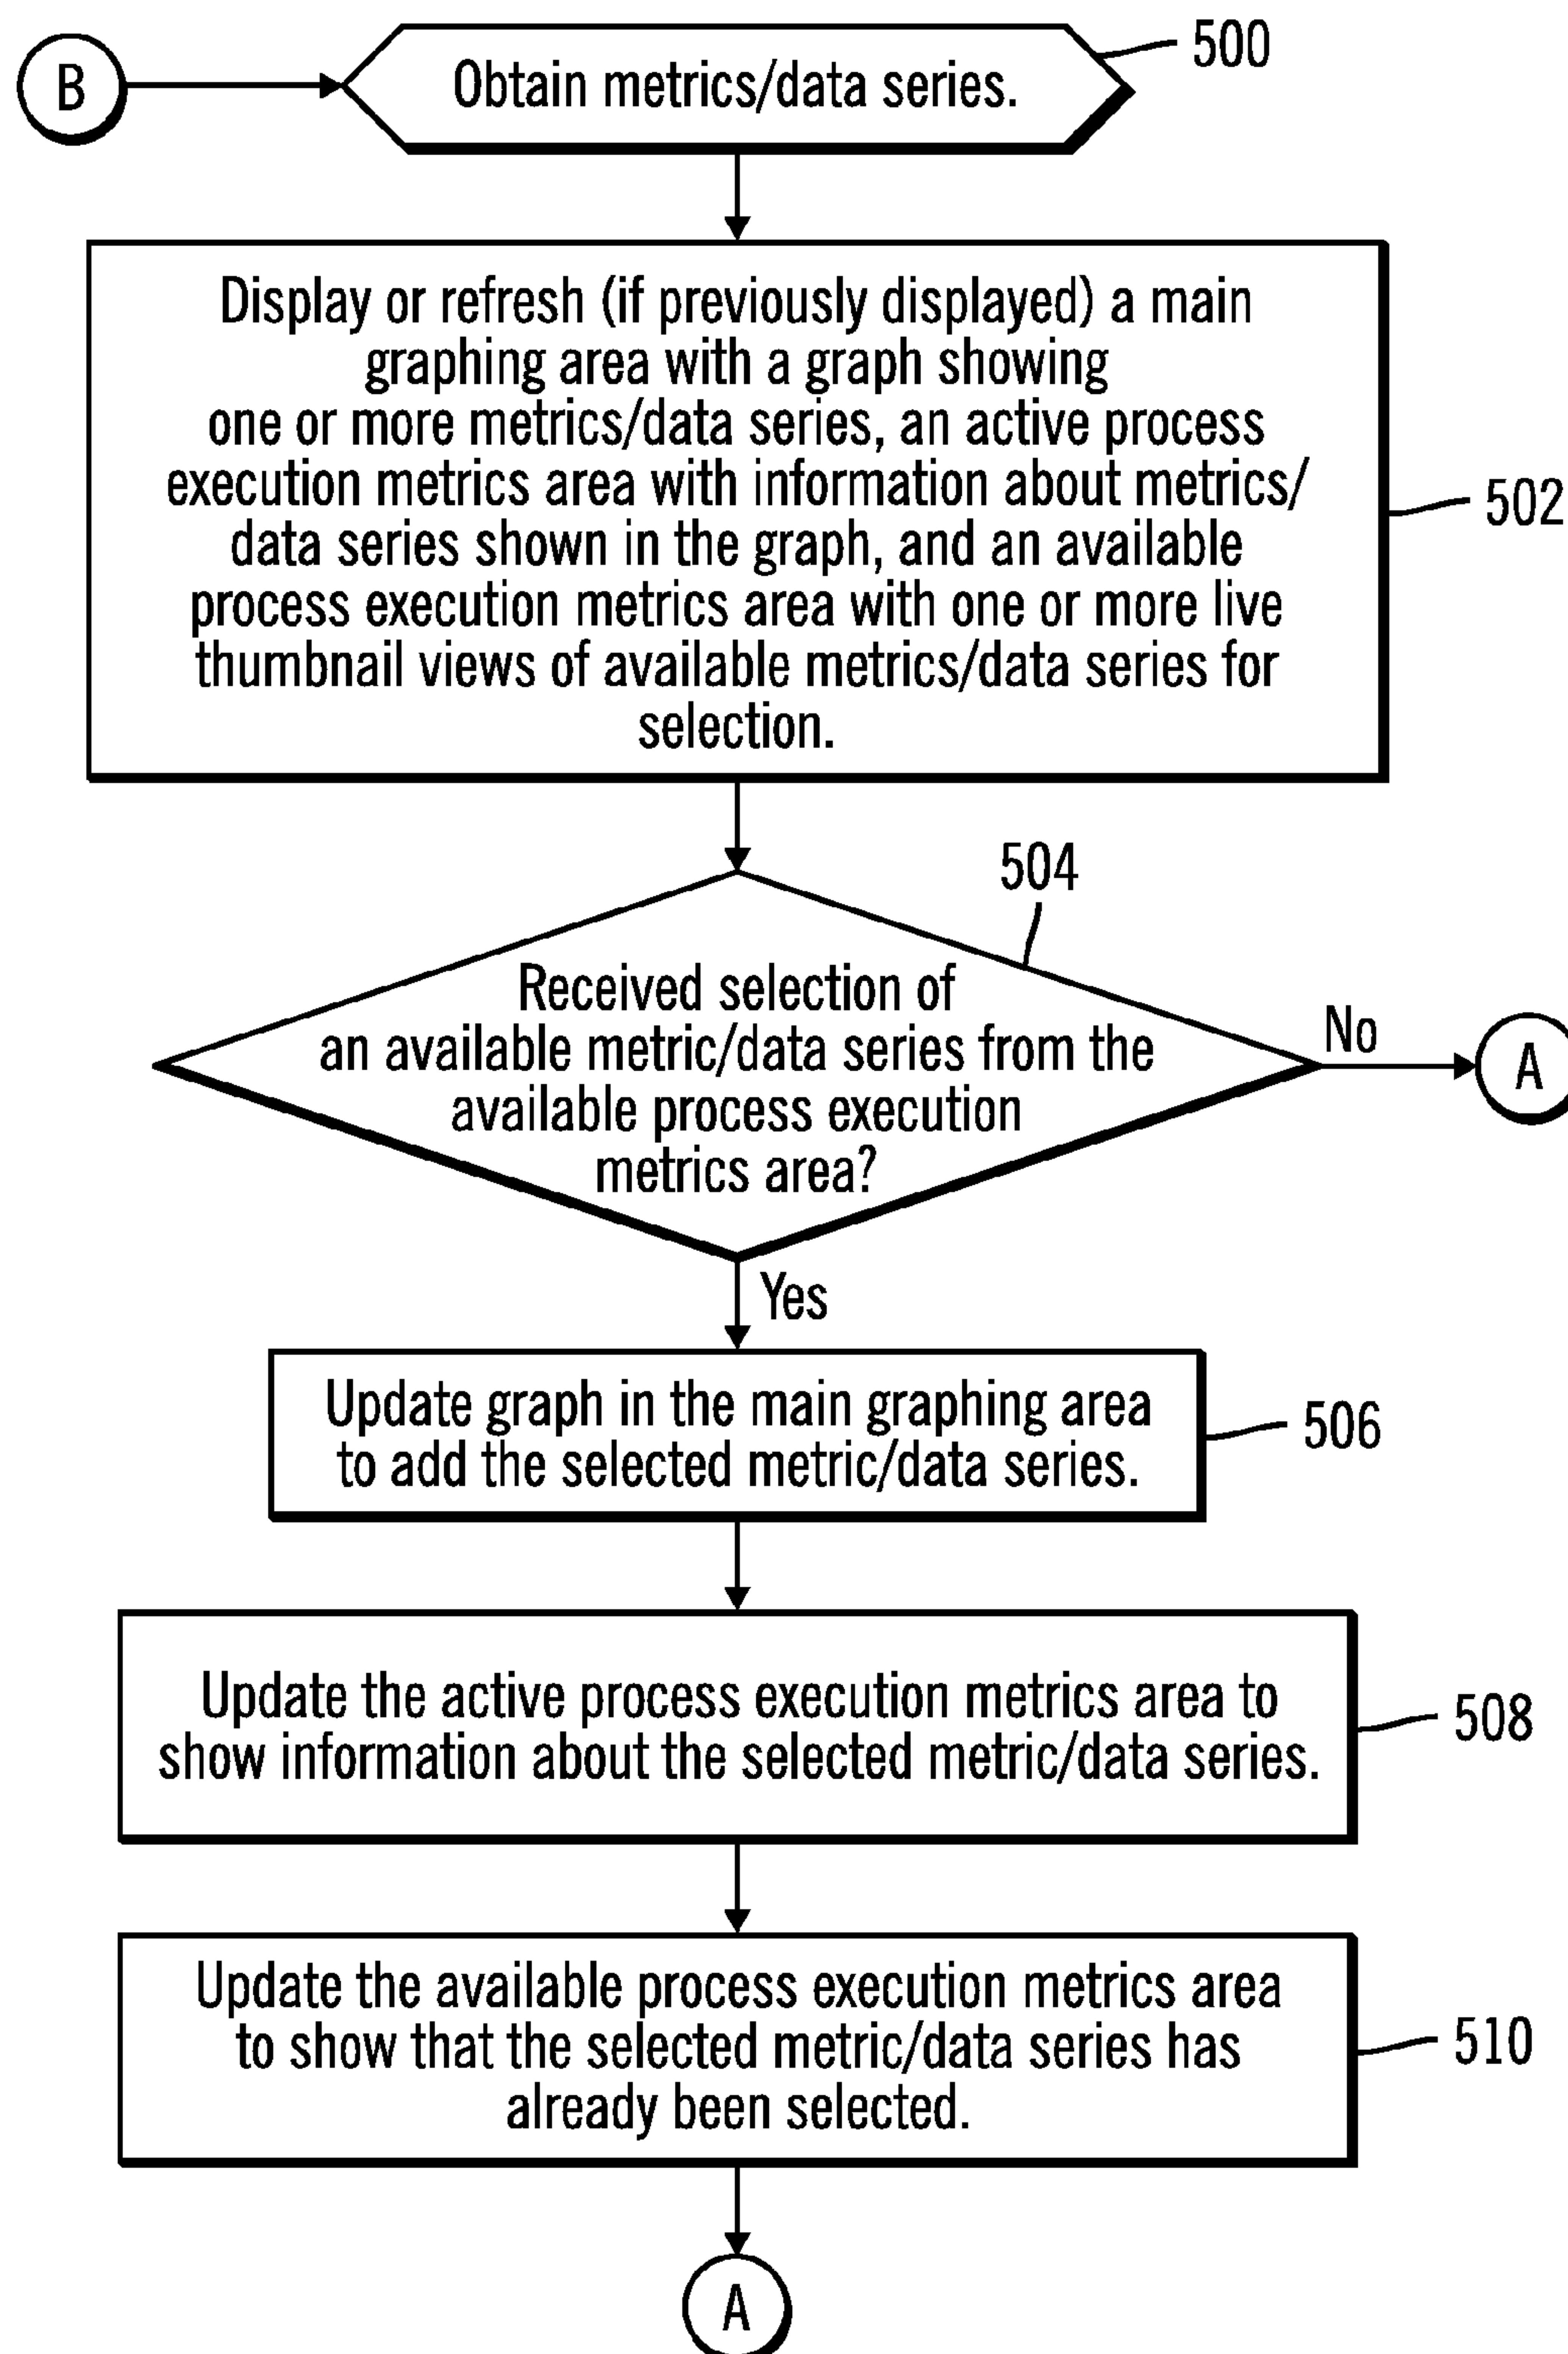 B
Obtain metrics/data series.
500
Display or refresh (if previously displayed) a main
graphing area with a graph showing
one or more metrics/data series, an active process
execution metrics area with information about metrics/
data series shown in the graph, and an available
process execution metrics area with one or more live
thumbnail views of available metrics/data series for
selection.
502
504
Received selection of
an available metric/data series from the
available process execution
metrics area?
No
A
Yes
Update graph in the main graphing area
to add the selected metric/data series.
506
Update the active process execution metrics area to
show information about the selected metric/data series.
508
Update the available process execution metrics area
to show that the selected metric/data series has
already been selected.
510
A